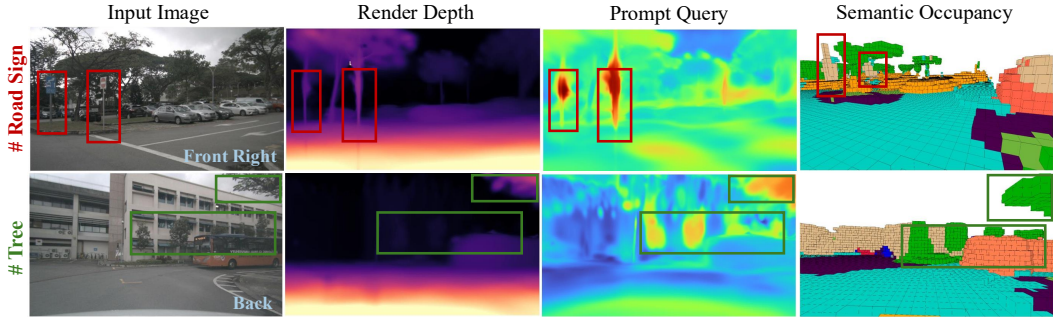 Input Image
Render Depth
Prompt Query
Semantic Occupancy
# Road Sign
Front Right
# Tree
Back